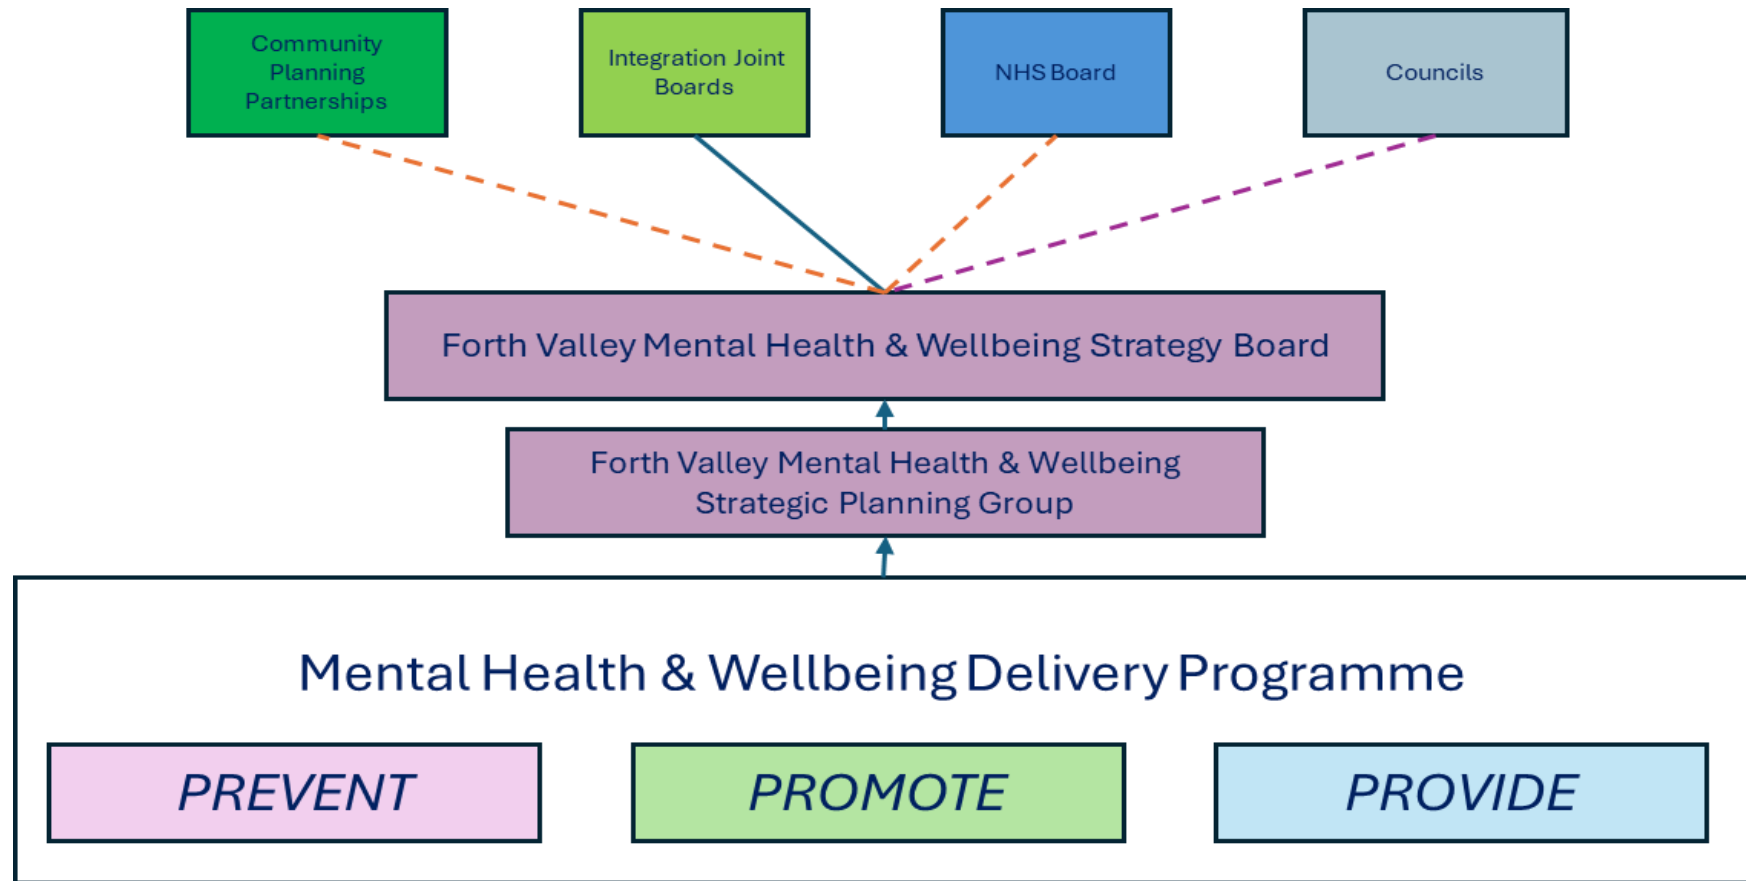 Community
Planning
Partnerships
Integration Joint
Boards
NHS Board
Councils
Forth Valley Mental Health & Wellbeing Strategy Board
Forth Valley Mental Health & Wellbeing
Strategic Planning Group
Mental Health & Wellbeing Delivery Programme
PREVENT
PROMOTE
PROVIDE